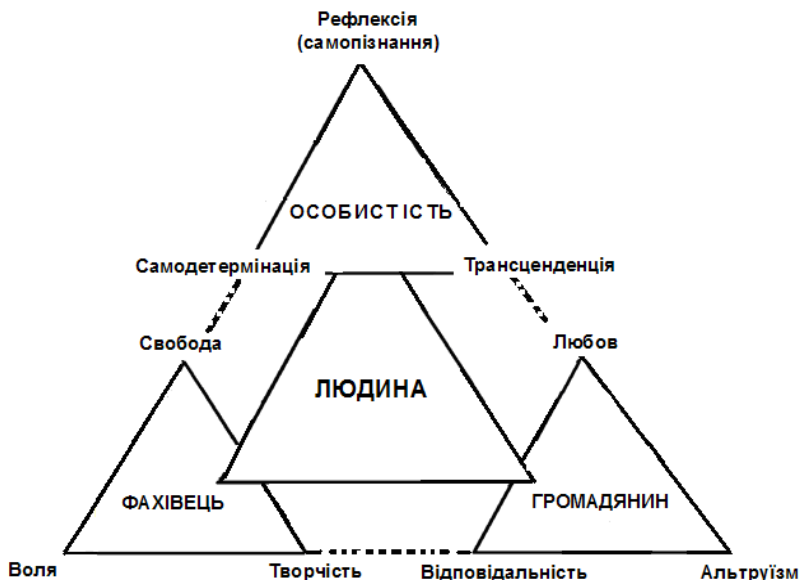 Рефлексія
(самопізнання)
ОСОБИСТІСТЬ
Самодетермінація
Трансценденція
Свобода
Любов
ЛЮДИНА
ФАХІВЕЦЬ
ГРОМАДЯНИН
Воля
Творчість
Відповідальність
Альтруїзм